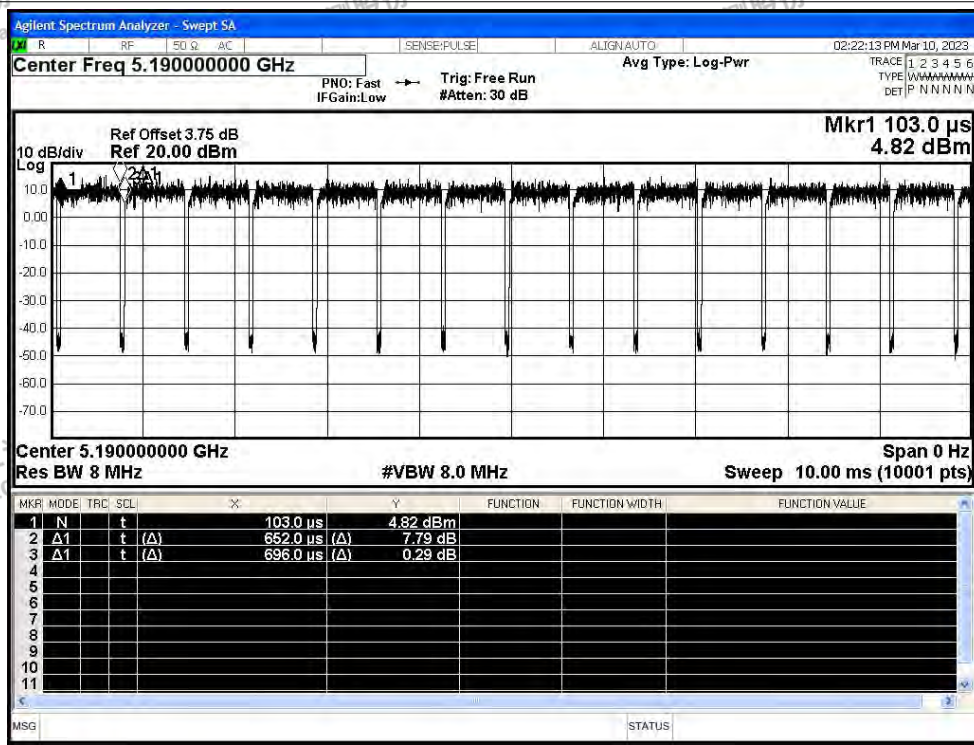 Agilent Spectrum Analyzer - Swept SA
R RF 50 Ω AC SENSE:PULSE ALIGN AUTO 02:22:13 PM Mar 10, 2023
Center Freq 5.190000000 GHz
PNO: Fast Trig: Free Run
IFGain:Low #Atten: 30 dB
Avg Type: Log-Pwr
TRACE 1 2 3 4 5 6
TYPE
DET P N N N N N
Ref Offset 3.75 dB
10 dB/div Ref 20.00 dBm
Log
Mkr1 103.0 µs
4.82 dBm
1
10.0
0.00
-10.0
-20.0
-30.0
-40.0
-50.0
-60.0
-70.0
Center 5.190000000 GHz Span 0 Hz
Res BW 8 MHz #VBW 8.0 MHz Sweep 10.00 ms (10001 pts)
MKR MODE TRC SCL X Y FUNCTION FUNCTION WIDTH FUNCTION VALUE
1 N t 103.0 µs 4.82 dBm
2 Δ1 t (Δ) 652.0 µs (Δ) 7.79 dB
3 Δ1 t (Δ) 696.0 µs (Δ) 0.29 dB
4
5
6
7
8
9
10
11
MSG STATUS